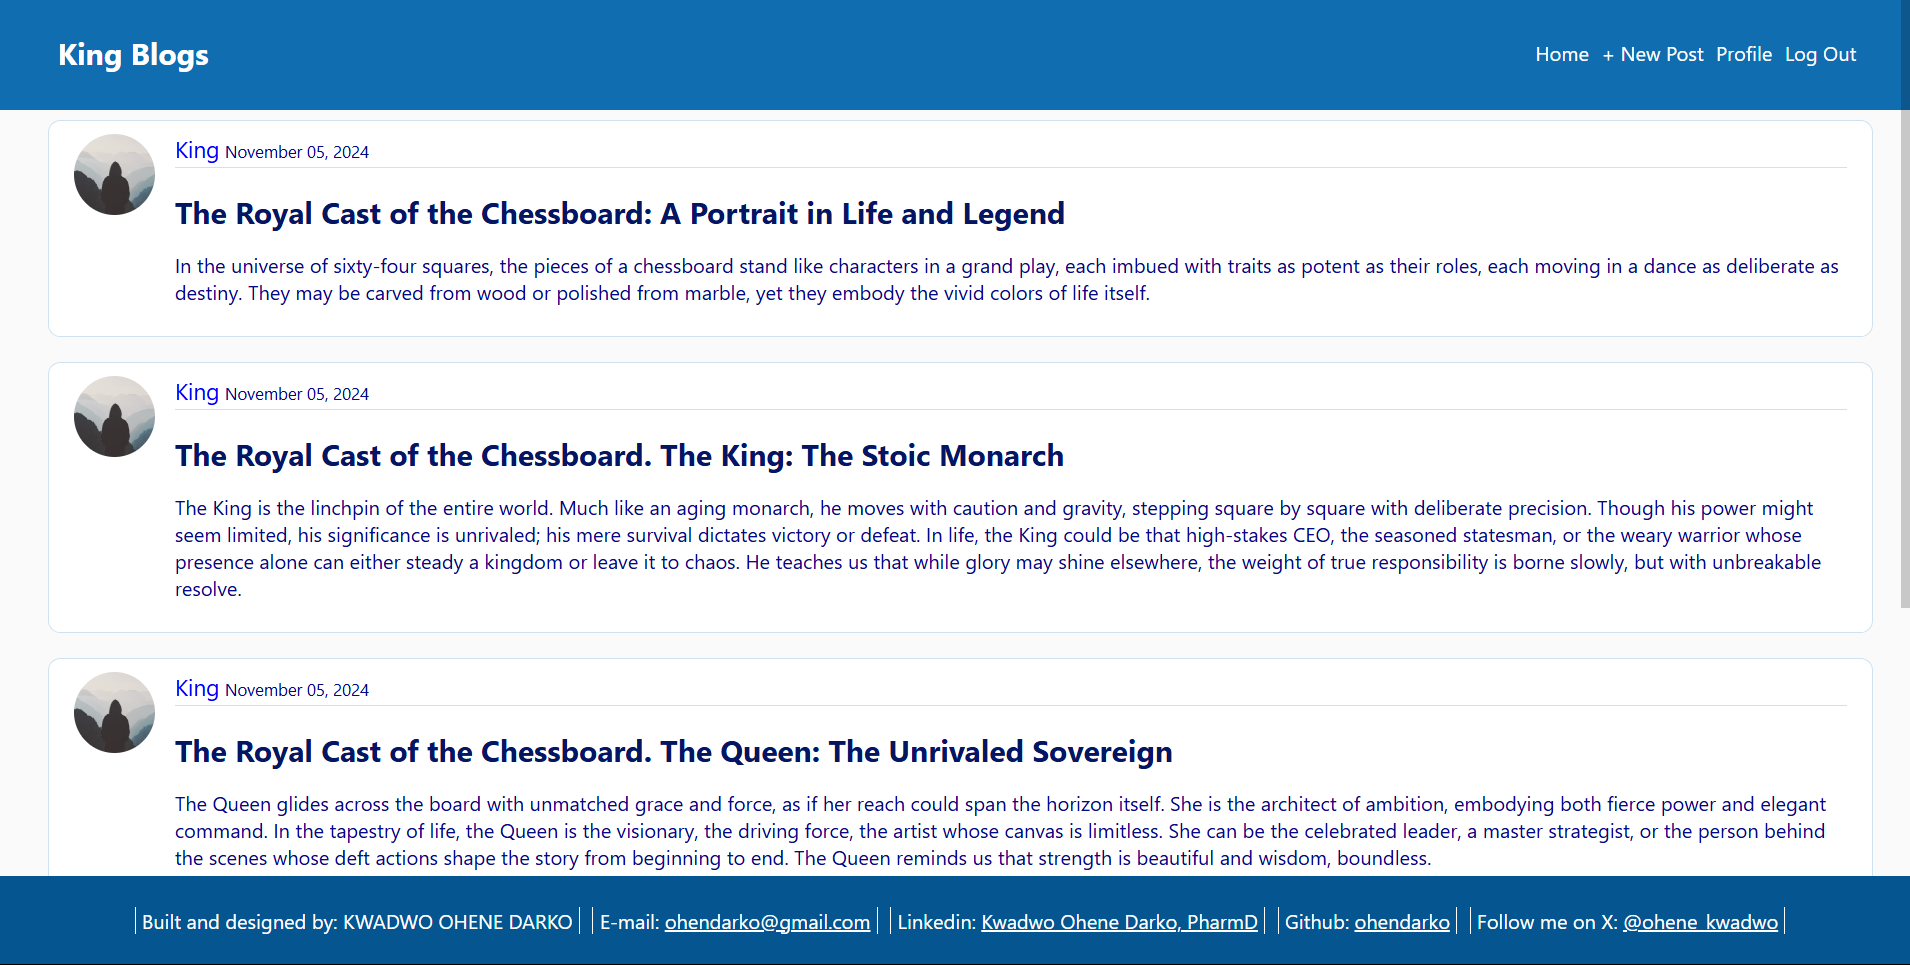 King Blogs
Home + New Post Profile Log Out
King November 05, 2024
The Royal Cast of the Chessboard: A Portrait in Life and Legend
In the universe of sixty-four squares, the pieces of a chessboard stand like characters in a grand play, each imbued with traits as potent as their roles, each moving in a dance as deliberate as
destiny. They may be carved from wood or polished from marble, yet they embody the vivid colors of life itself.
King November 05, 2024
The Royal Cast of the Chessboard. The King: The Stoic Monarch
The King is the linchpin of the entire world. Much like an aging monarch, he moves with caution and gravity, stepping square by square with deliberate precision. Though his power might
seem limited, his significance is unrivaled; his mere survival dictates victory or defeat. In life, the King could be that high-stakes CEO, the seasoned statesman, or the weary warrior whose
presence alone can either steady a kingdom or leave it to chaos. He teaches us that while glory may shine elsewhere, the weight of true responsibility is borne slowly, but with unbreakable
resolve.
King November 05, 2024
The Royal Cast of the Chessboard. The Queen: The Unrivaled Sovereign
The Queen glides across the board with unmatched grace and force, as if her reach could span the horizon itself. She is the architect of ambition, embodying both fierce power and elegant
command. In the tapestry of life, the Queen is the visionary, the driving force, the artist whose canvas is limitless. She can be the celebrated leader, a master strategist, or the person behind
the scenes whose deft actions shape the story from beginning to end. The Queen reminds us that strength is beautiful and wisdom, boundless.
Built and designed by: KWADWO OHENE DARKO | E-mail: ohendarko@gmail.com | Linkedin: Kwadwo Ohene Darko, PharmD | Github: ohendarko | Follow me on X: @ohene_kwadwo